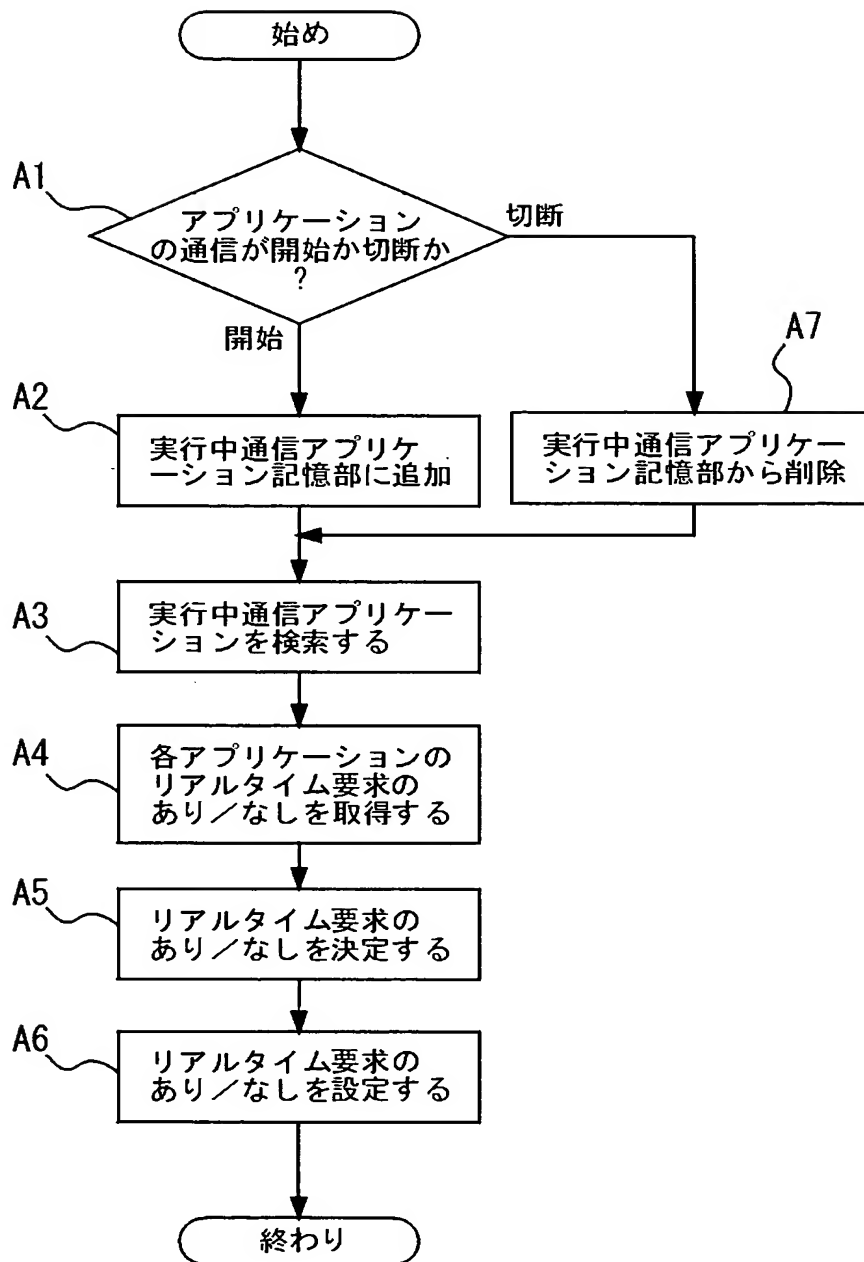 始め
A1
アプリケーション
の通信が開始か切断か
?
切断
開始
A7
A2
実行中通信アプリケ
ーション記憶部に追加
実行中通信アプリケー
ション記憶部から削除
A3
実行中通信アプリケー
ションを検索する
A4
各アプリケーションの
リアルタイム要求の
あり/なしを取得する
A5
リアルタイム要求の
あり/なしを決定する
A6
リアルタイム要求の
あり/なしを設定する
終わり